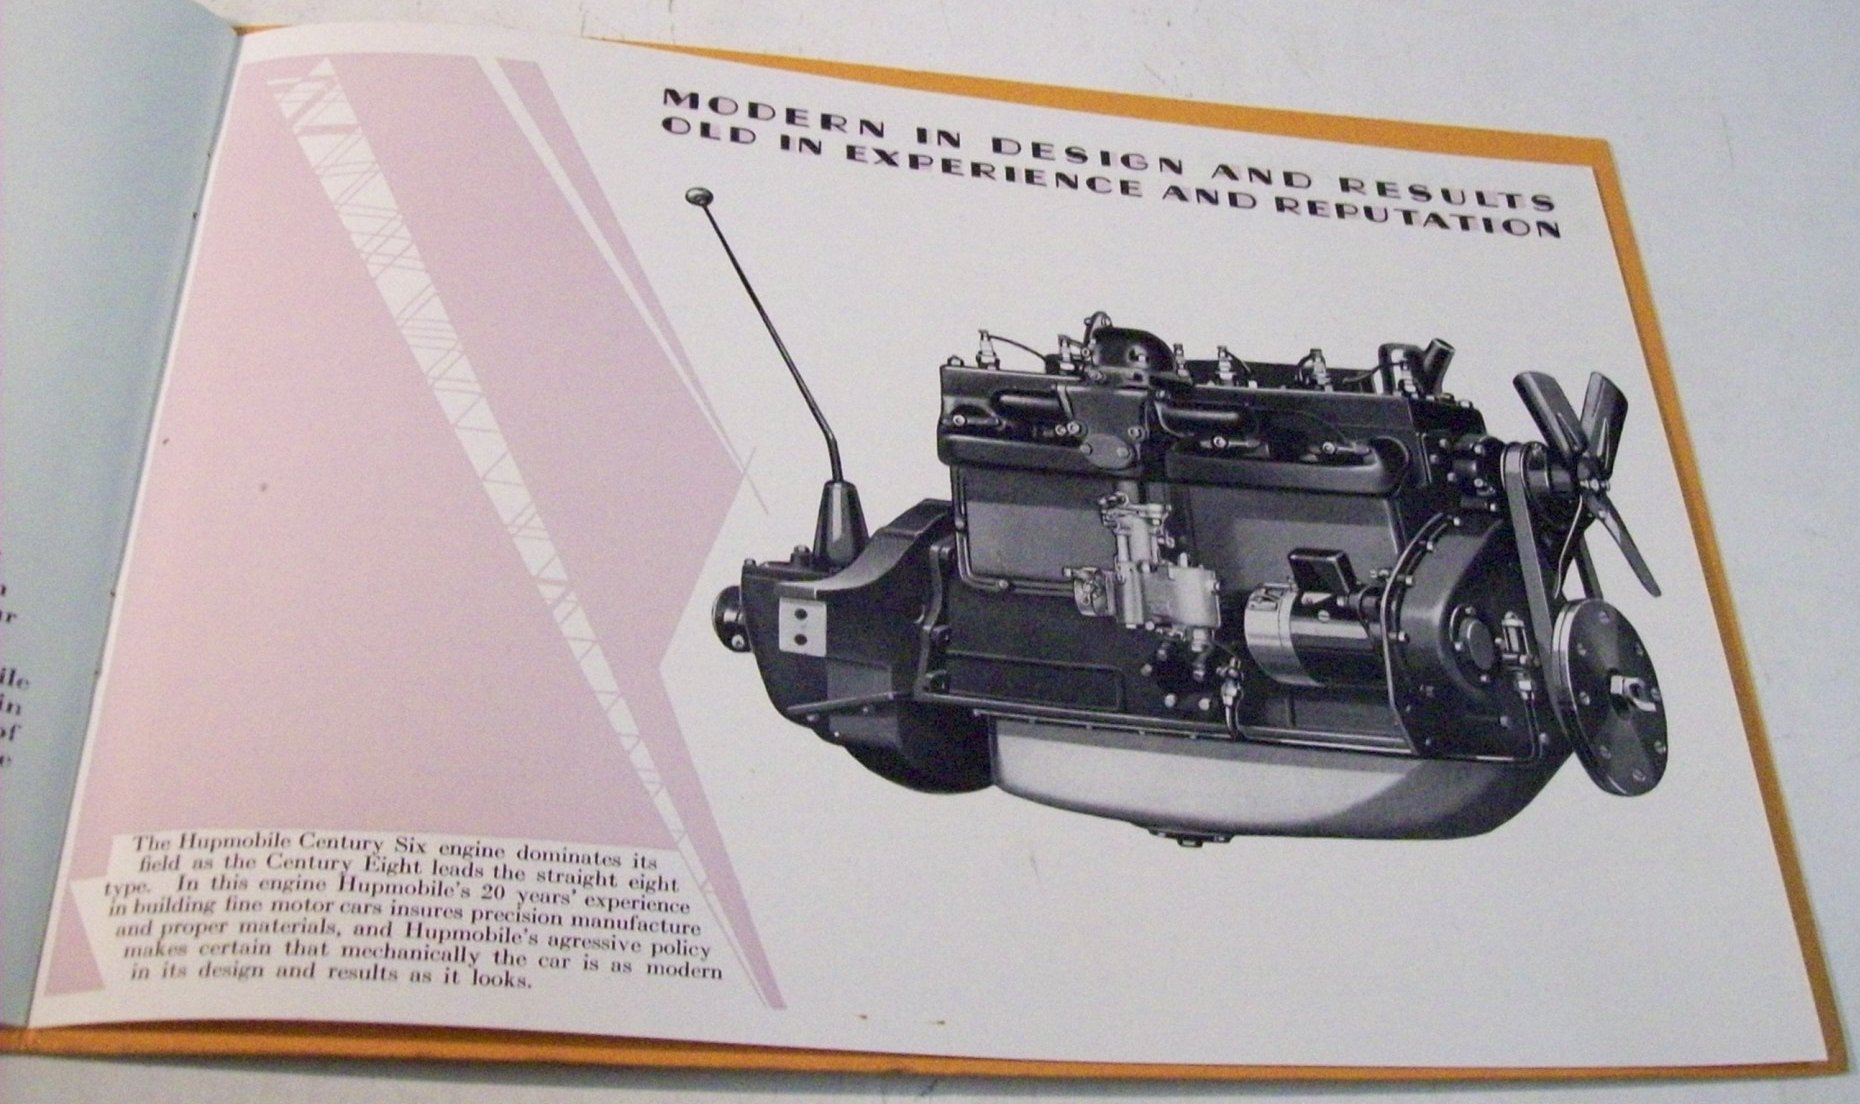 MODERN IN DESIGN AND RESULTS
OLD IN EXPERIENCE AND REPUTATION
The Hupmobile Century Six engine dominates its
field as the Century Eight leads the straight eight
type. In this engine Hupmobile's 20 years' experience
in building fine motor cars insures precision manufacture
and proper materials, and Hupmobile's agressive policy
makes certain that mechanically the car is as modern
in its design and results as it looks.